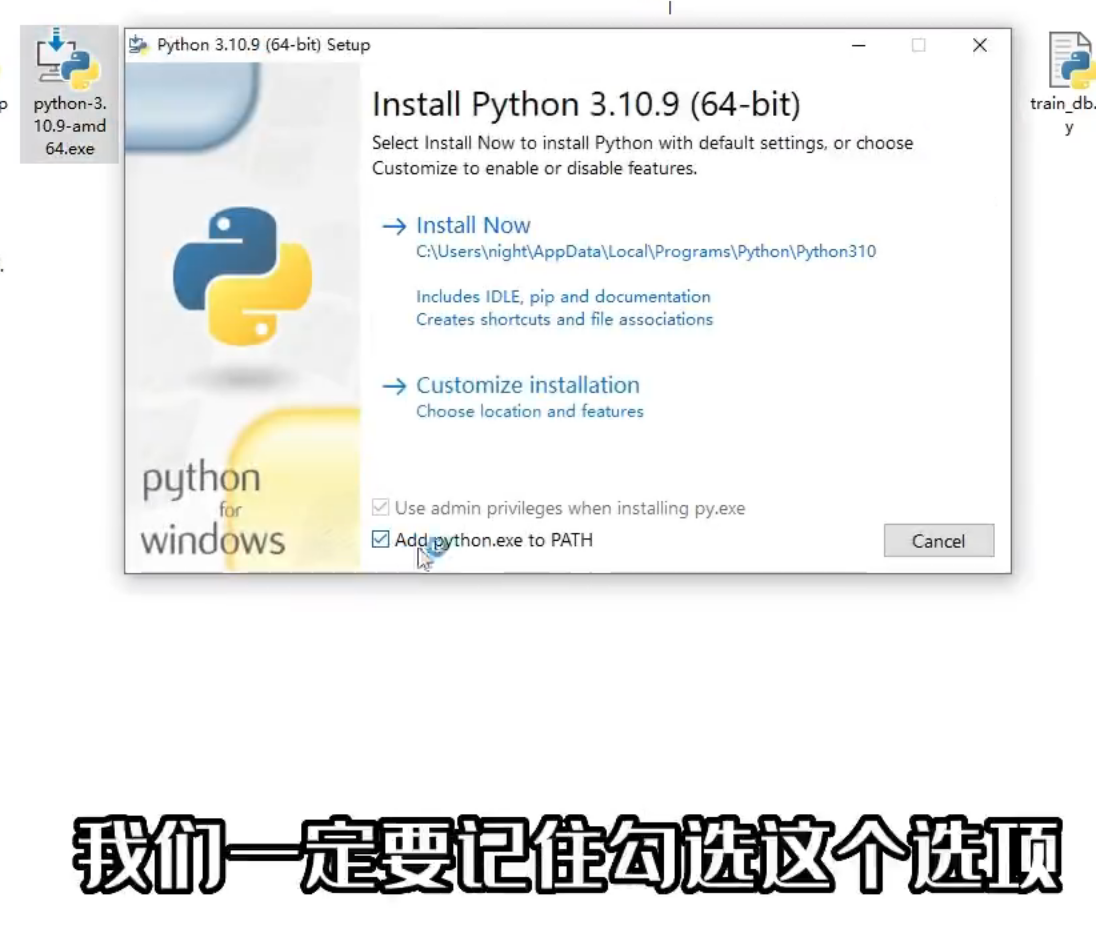 python-3.
10.9-amd
64.exe
Python 3.10.9 (64-bit) Setup
train_db.
y
Install Python 3.10.9 (64-bit)
Select Install Now to install Python with default settings, or choose
Customize to enable or disable features.
Install Now
C:\Users\night\AppData\Local\Programs\Python\Python310
Includes IDLE, pip and documentation
Creates shortcuts and file associations
Customize installation
Choose location and features
python
for
windows
Use admin privileges when installing py.exe
Add python.exe to PATH
Cancel
我们一定要记住勾选这个选项